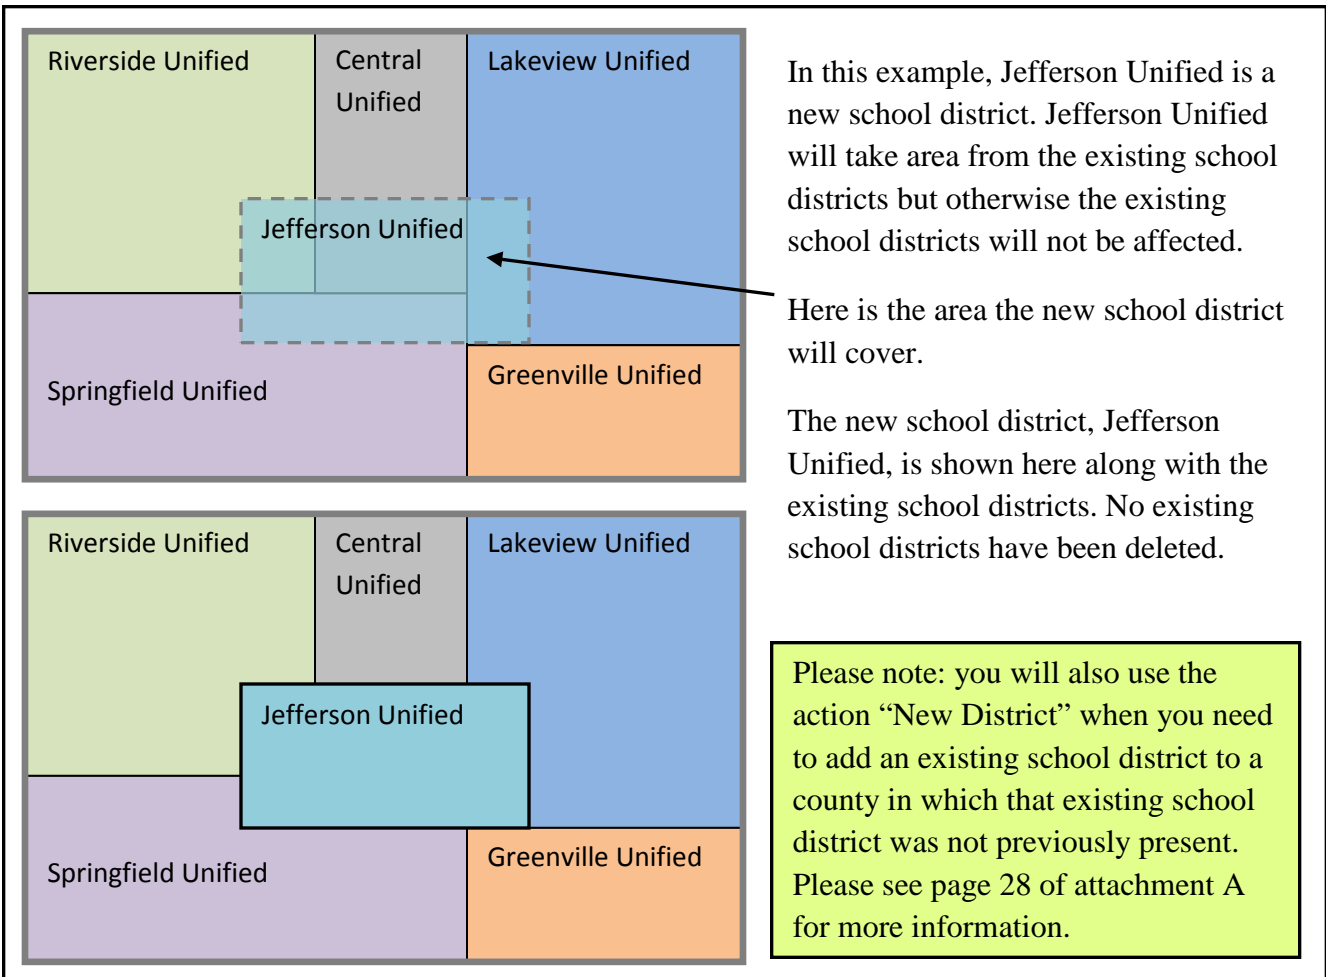 Riverside Unified
Central
Unified
Lakeview Unified
Jefferson Unified
Springfield Unified
Greenville Unified
In this example, Jefferson Unified is a
new school district. Jefferson Unified
will take area from the existing school
districts but otherwise the existing
school districts will not be affected.
Here is the area the new school district
will cover.
The new school district, Jefferson
Unified, is shown here along with the
existing school districts. No existing
school districts have been deleted.
Riverside Unified
Central
Unified
Lakeview Unified
Jefferson Unified
Springfield Unified
Greenville Unified
Please note: you will also use the
action “New District” when you need
to add an existing school district to a
county in which that existing school
district was not previously present.
Please see page 28 of attachment A
for more information.